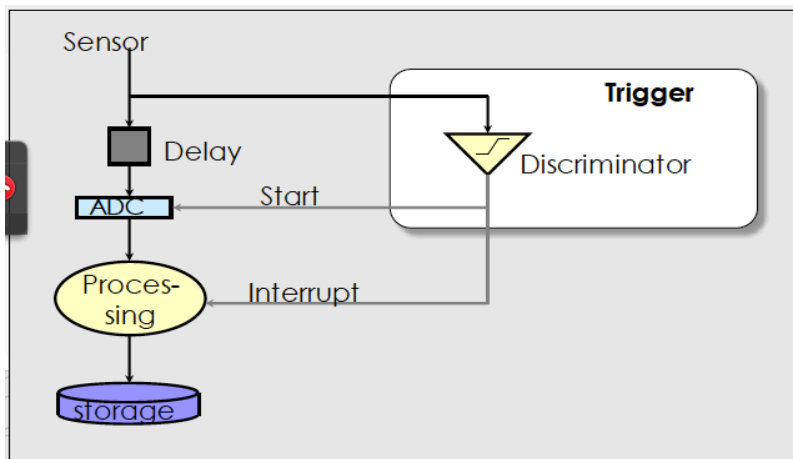 Sensor
Trigger
Delay
Discriminator
Start
ADC
Interrupt
Proces-
sing
storage